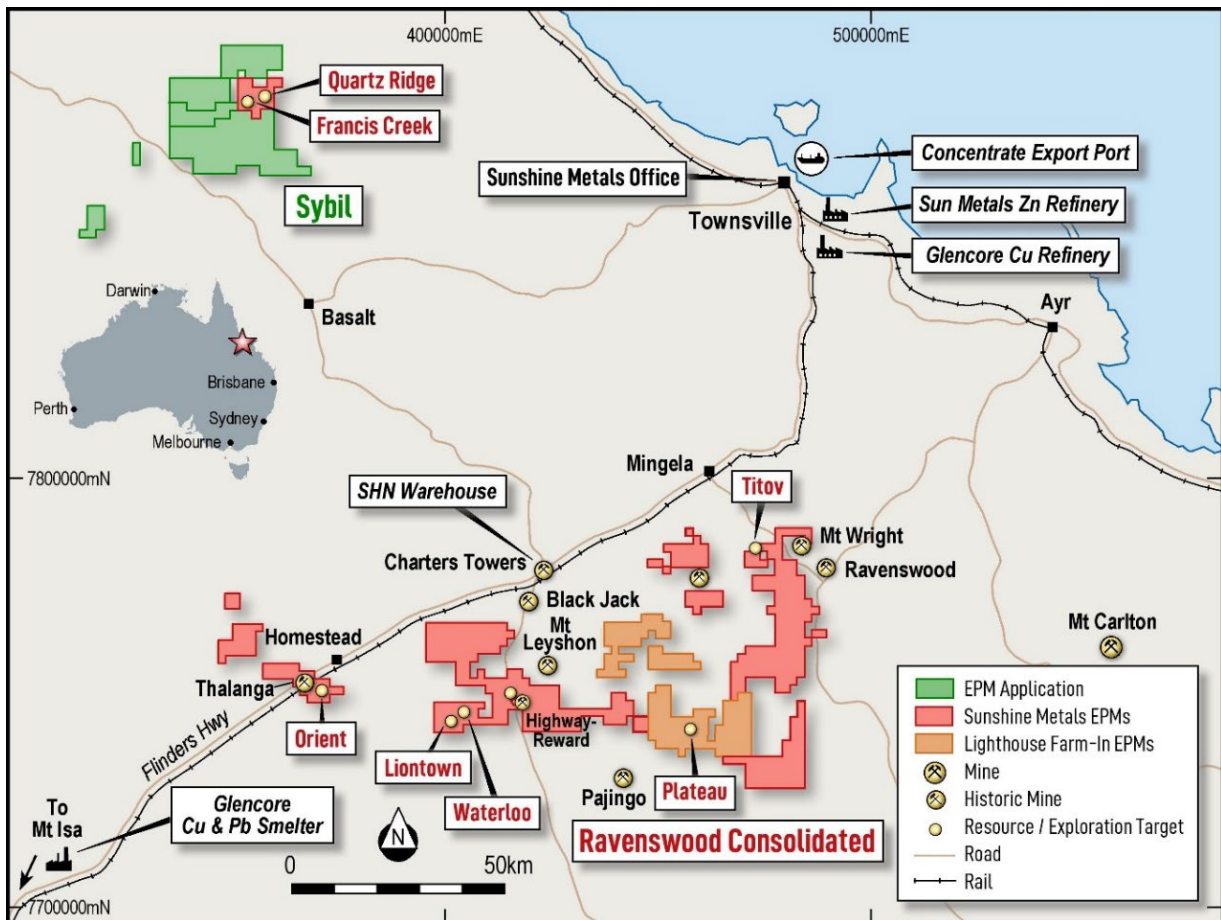 400000mE
500000mE
Quartz Ridge
Francis Creek
Sybil
Concentrate Export Port
Sunshine Metals Office
Sun Metals Zn Refinery
Townsville
Glencore Cu Refinery
Ayr
Basalt
Darwin
Brisbane
Perth
Sydney
Melbourne
7800000mN
Mingela
SHN Warehouse
Titov
Mt Wright
Charters Towers
Ravenswood
Black Jack
Mt
Leyshon
Mt Carlton
Homestead
Thalanga
Orient
Flinders Hwy
Highway-
Reward
Liontown
Waterloo
Pajingo
Plateau
Ravenswood Consolidated
To
Mt Isa
Glencore
Cu & Pb Smelter
N
0
50km
7700000mN
EPM Application
Sunshine Metals EPMs
Lighthouse Farm-In EPMs
Mine
Historic Mine
Resource / Exploration Target
Road
Rail